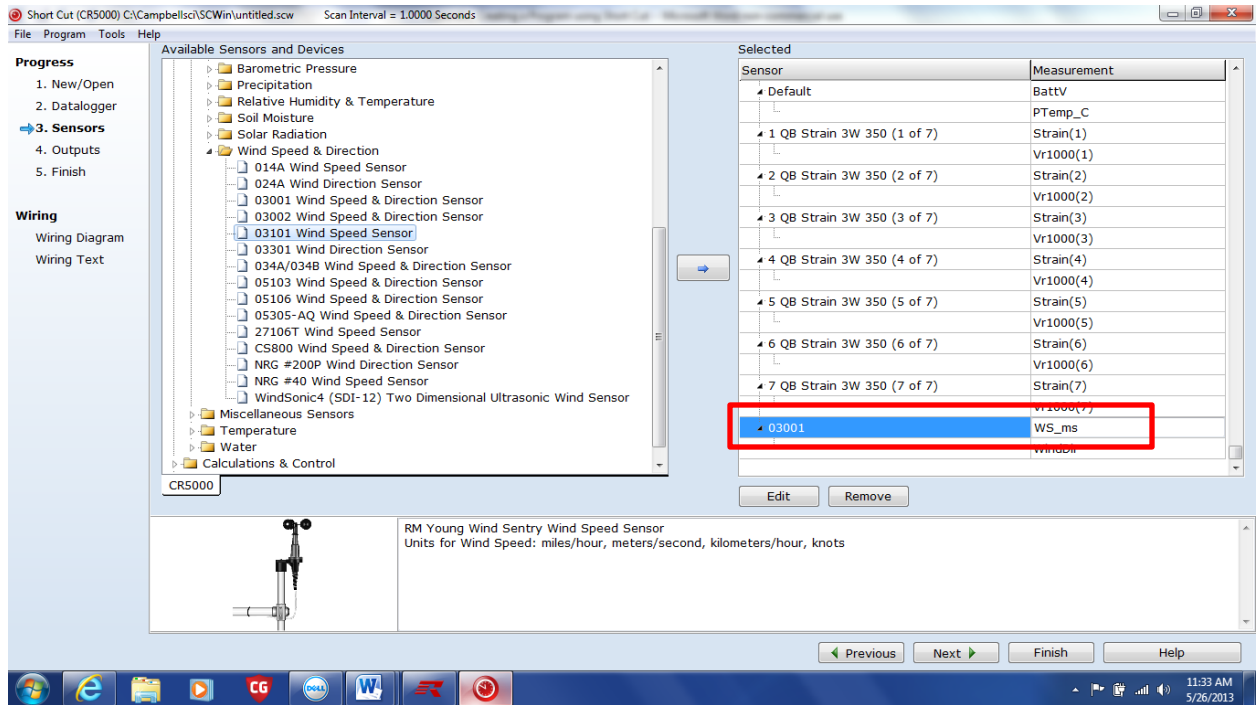 Short Cut (CR5000) C:\Campbellsci\SCWin\untitled.scw Scan Interval = 1.0000 Seconds
File Program Tools Help
Progress
1. New/Open
2. Datalogger
3. Sensors
4. Outputs
5. Finish
Wiring
Wiring Diagram
Wiring Text
Available Sensors and Devices
Barometric Pressure
Precipitation
Relative Humidity & Temperature
Soil Moisture
Solar Radiation
Wind Speed & Direction
014A Wind Speed Sensor
024A Wind Direction Sensor
03001 Wind Speed & Direction Sensor
03002 Wind Speed & Direction Sensor
03101 Wind Speed Sensor
03301 Wind Direction Sensor
034A/034B Wind Speed & Direction Sensor
05103 Wind Speed & Direction Sensor
05106 Wind Speed & Direction Sensor
05305-AQ Wind Speed & Direction Sensor
27106T Wind Speed Sensor
CS800 Wind Speed & Direction Sensor
NRG #200P Wind Direction Sensor
NRG #40 Wind Speed Sensor
WindSonic4 (SDI-12) Two Dimensional Ultrasonic Wind Sensor
Miscellaneous Sensors
Temperature
Water
Calculations & Control
CR5000
Selected
Sensor Measurement
Default BattV
PTemp_C
1 QB Strain 3W 350 (1 of 7) Strain(1)
Vr1000(1)
2 QB Strain 3W 350 (2 of 7) Strain(2)
Vr1000(2)
3 QB Strain 3W 350 (3 of 7) Strain(3)
Vr1000(3)
4 QB Strain 3W 350 (4 of 7) Strain(4)
Vr1000(4)
5 QB Strain 3W 350 (5 of 7) Strain(5)
Vr1000(5)
6 QB Strain 3W 350 (6 of 7) Strain(6)
Vr1000(6)
7 QB Strain 3W 350 (7 of 7) Strain(7)
Vr1000(7)
03001 WS_ms
WindDir
Edit Remove
RM Young Wind Sentry Wind Speed Sensor
Units for Wind Speed: miles/hour, meters/second, kilometers/hour, knots
Previous Next Finish Help
CG
DELL
W
11:33 AM
5/26/2013